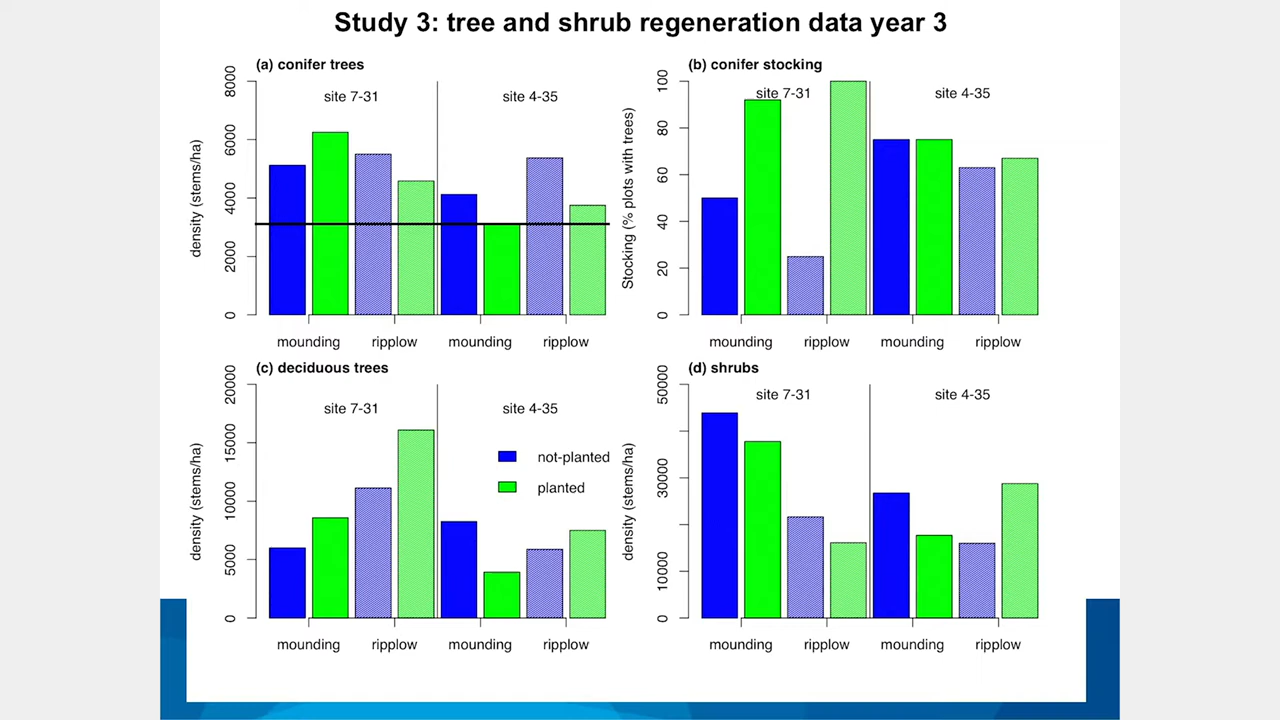 Study 3: tree and shrub regeneration data year 3
(a) conifer trees
density (stems/ha)
8000
6000
4000
2000
0
site 7-31
site 4-35
mounding
ripplow
mounding
ripplow
(b) conifer stocking
Stocking (% plots with trees)
100
80
60
40
20
0
site 7-31
site 4-35
mounding
ripplow
mounding
ripplow
(c) deciduous trees
density (stems/ha)
20000
15000
10000
5000
0
site 7-31
site 4-35
not-planted
planted
mounding
ripplow
mounding
ripplow
(d) shrubs
density (stems/ha)
50000
30000
10000
0
site 7-31
site 4-35
mounding
ripplow
mounding
ripplow